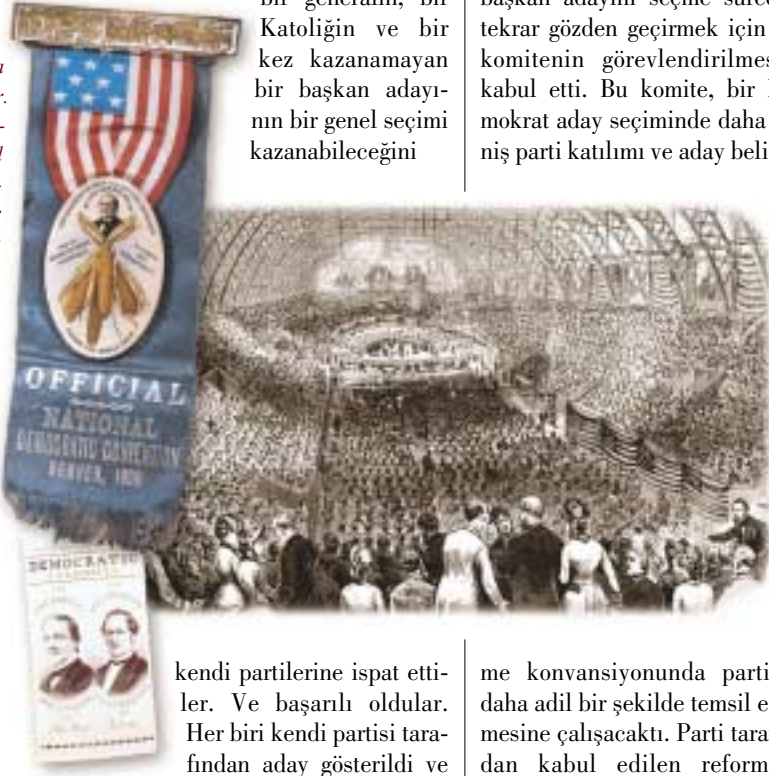 bir generalin, bir
Katoliğin ve bir
kez kazanamayan
bir başkan adayı-
nın bir genel seçimi
kazanabileceğini
kendi partilerine ispat etti-
ler. Ve başarılı oldular.
Her biri kendi partisi tara-
fından aday gösterildi ve
tekrar gözden geçirmek için
komitenin görevlendirilmes
kabul etti. Bu komite, bir
mokrat aday seçiminde daha
niş parti katılımı ve aday beli
me konvansiyonunda parti
daha adil bir şekilde temsil e
mesine çalışacaktı. Parti tara
dan kabul edilen reform
OFFICIAL
NATIONAL
DEMOCRATIC CONVENTION
DENVER,
DEMOCRATIC